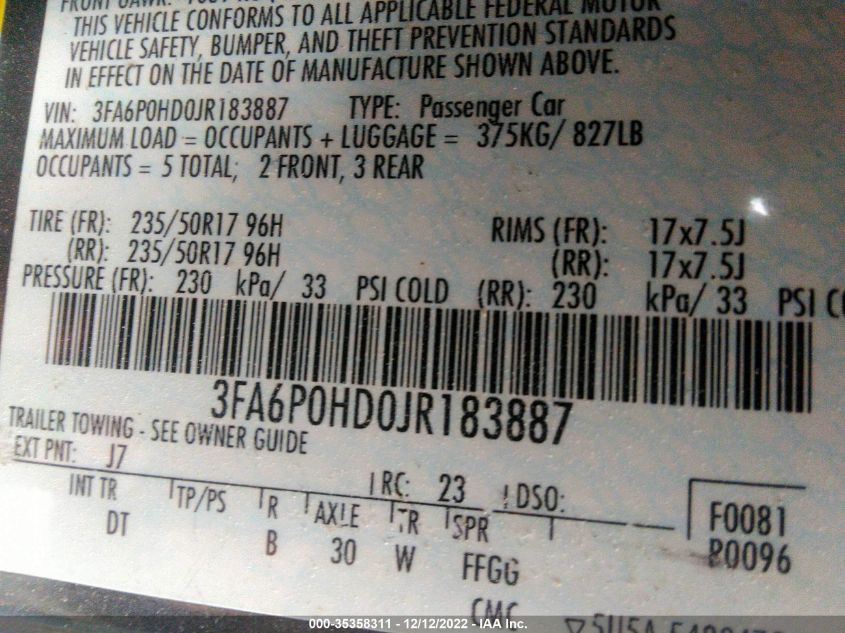 THIS VEHICLE CONFORMS TO ALL APPLICABLE FEDERAL MOTOR
VEHICLE SAFETY, BUMPER, AND THEFT PREVENTION STANDARDS
IN EFFECT ON THE DATE OF MANUFACTURE SHOWN ABOVE.
VIN: 3FA6P0HD0JR183887 TYPE: Passenger Car
MAXIMUM LOAD = OCCUPANTS + LUGGAGE = 375KG/ 827LB
OCCUPANTS = 5 TOTAL; 2 FRONT, 3 REAR
TIRE (FR): 235/50R17 96H RIMS (FR): 17x7.5J
(RR): 235/50R17 96H (RR): 17x7.5J
PRESSURE (FR): 230 kPa/ 33 PSI COLD (RR): 230 kPa/ 33 PSI
3FA6P0HD0JR183887
TRAILER TOWING - SEE OWNER GUIDE
EXT PNT: J7 RC: 23 DSO:
INT TR TP/PS R AXLE TR SPR F0081
DT B 30 W FFGG R0096
CMC
000-35358311 - 12/12/2022 - IAA Inc.